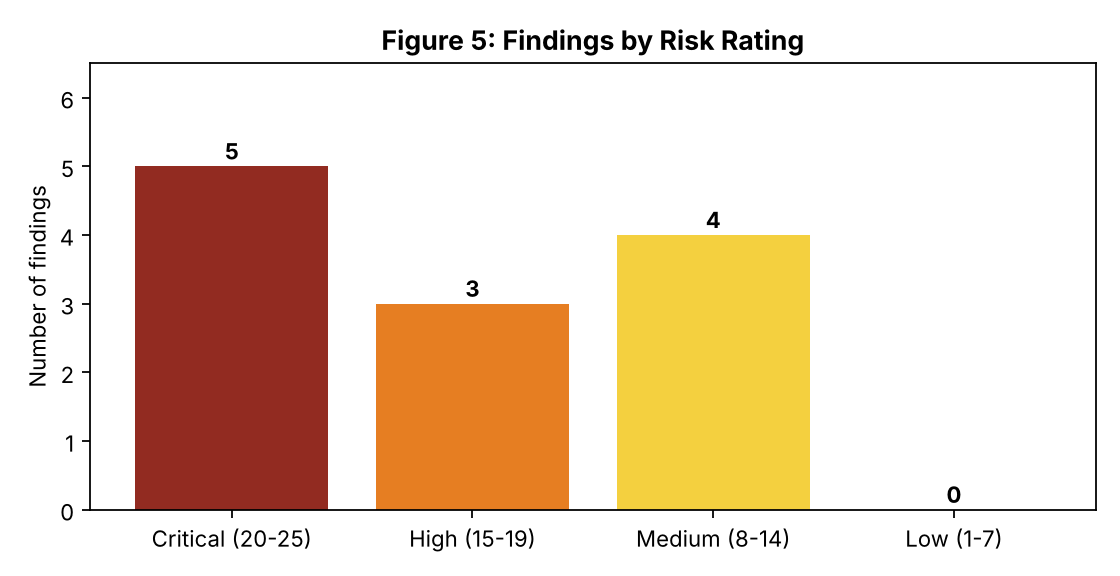 Figure 5: Findings by Risk Rating
Number of findings
6
5
4
3
2
1
0
5
3
4
0
Critical (20-25)
High (15-19)
Medium (8-14)
Low (1-7)